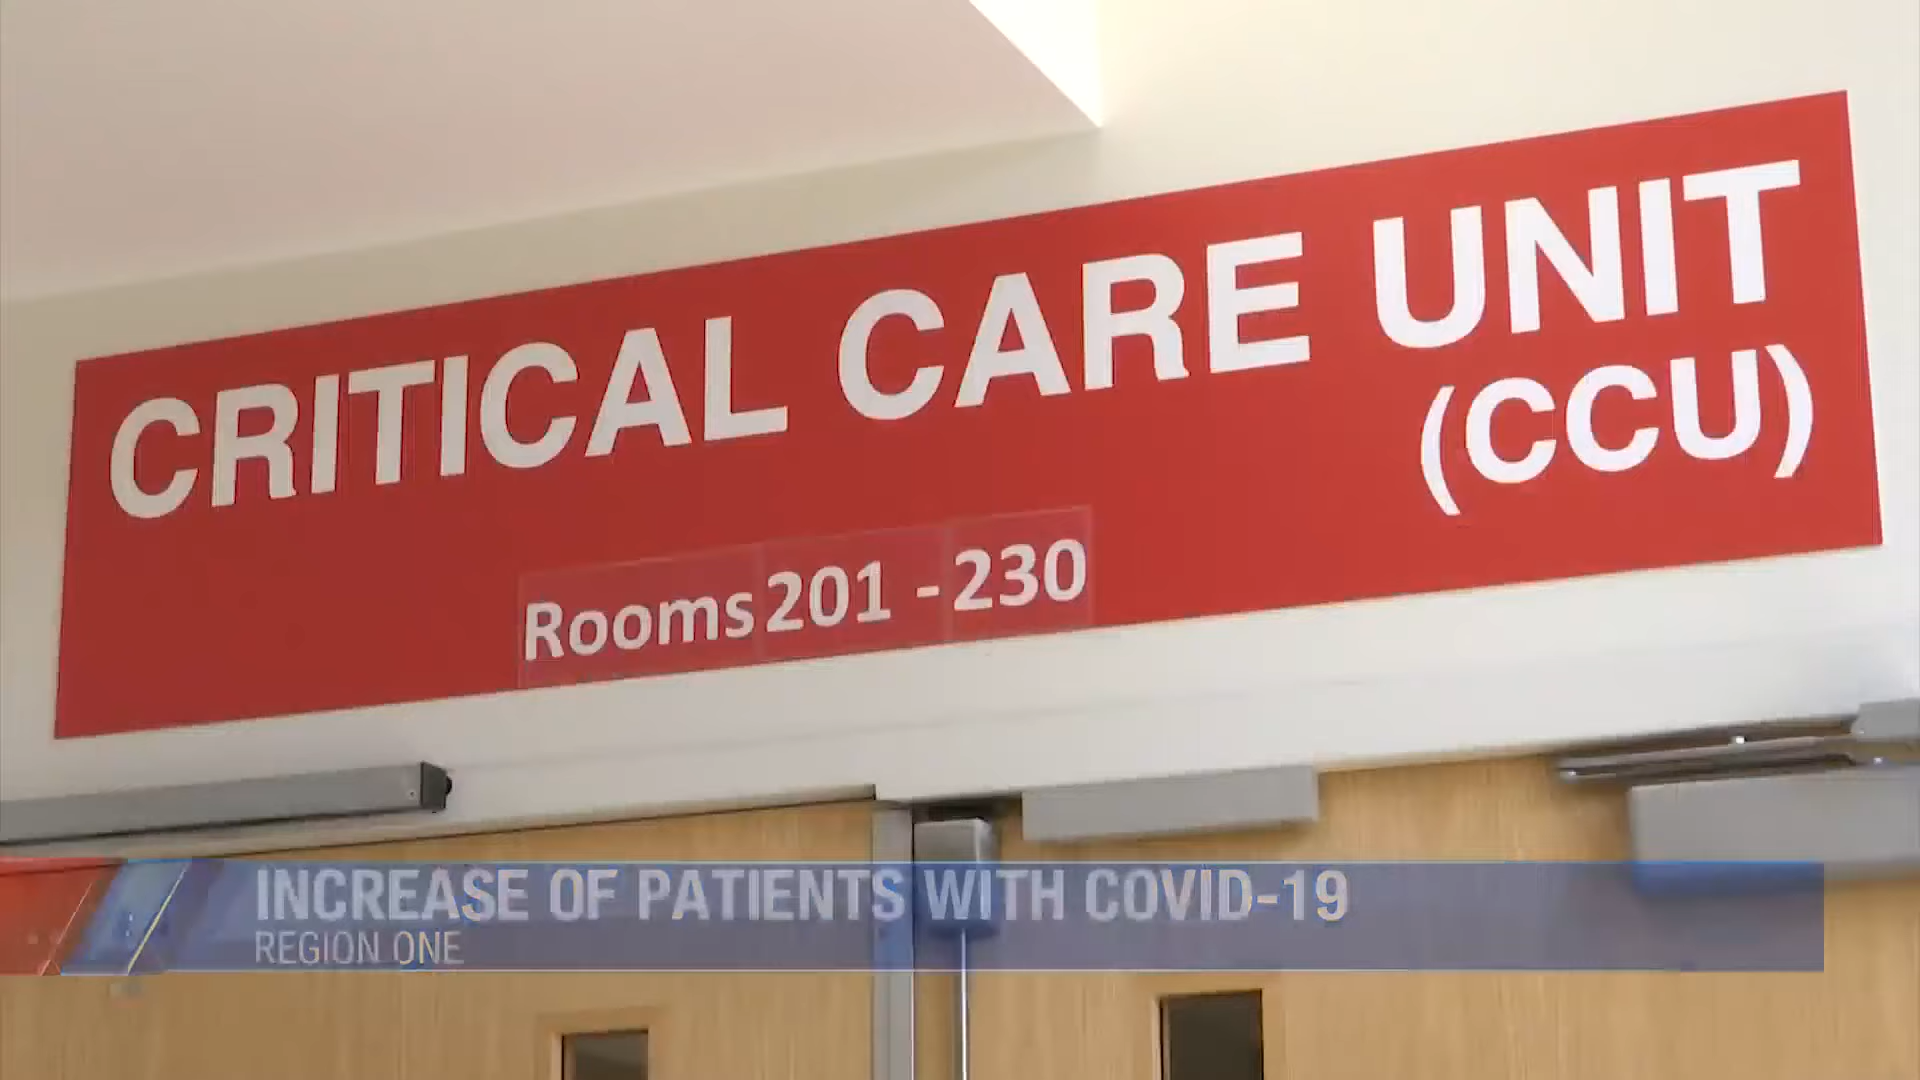 CRITICAL CARE UNIT
(CCU)
Rooms 201 - 230
INCREASE OF PATIENTS WITH COVID-19
REGION ONE